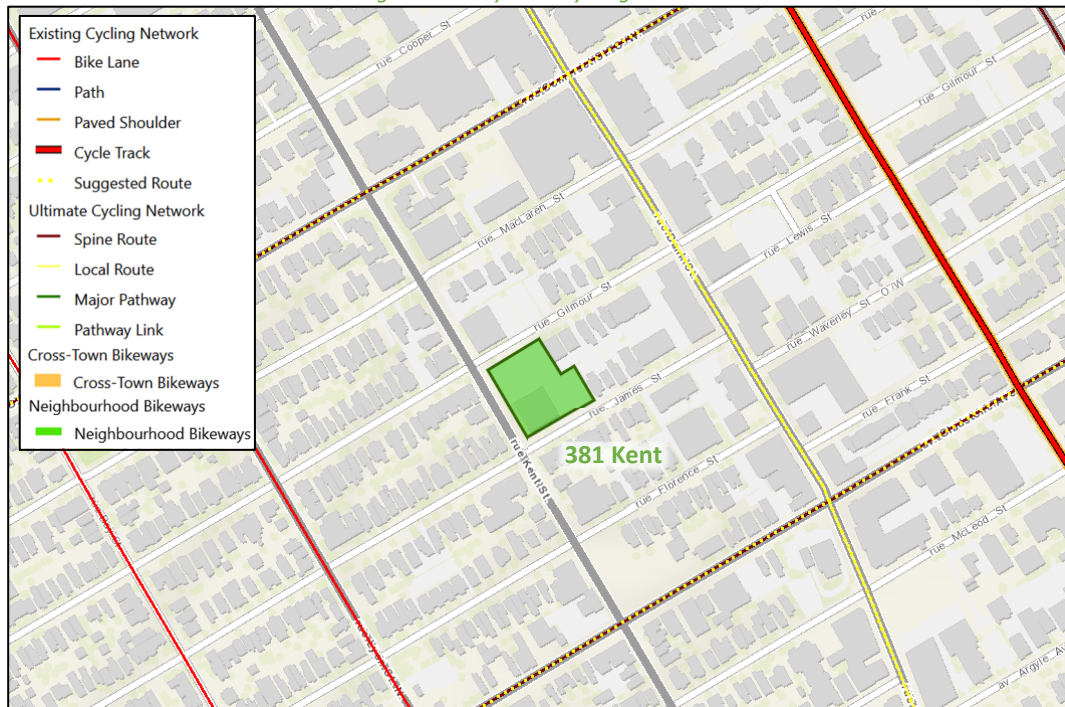 Existing Cycling Network
Bike Lane
Path
Paved Shoulder
Cycle Track
Suggested Route
Ultimate Cycling Network
Spine Route
Local Route
Major Pathway
Pathway Link
Cross-Town Bikeways
Cross-Town Bikeways
Neighbourhood Bikeways
Neighbourhood Bikeways
rue Cooper St
rue Gilmour St
rue MacLaren St
rue Lewis St
rue Gilmour St
rue Waverley St O/W
rue James St
rue Frank St
381 Kent
rue Kent St
rue Florence St
rue McLeod St
av Argyle Av